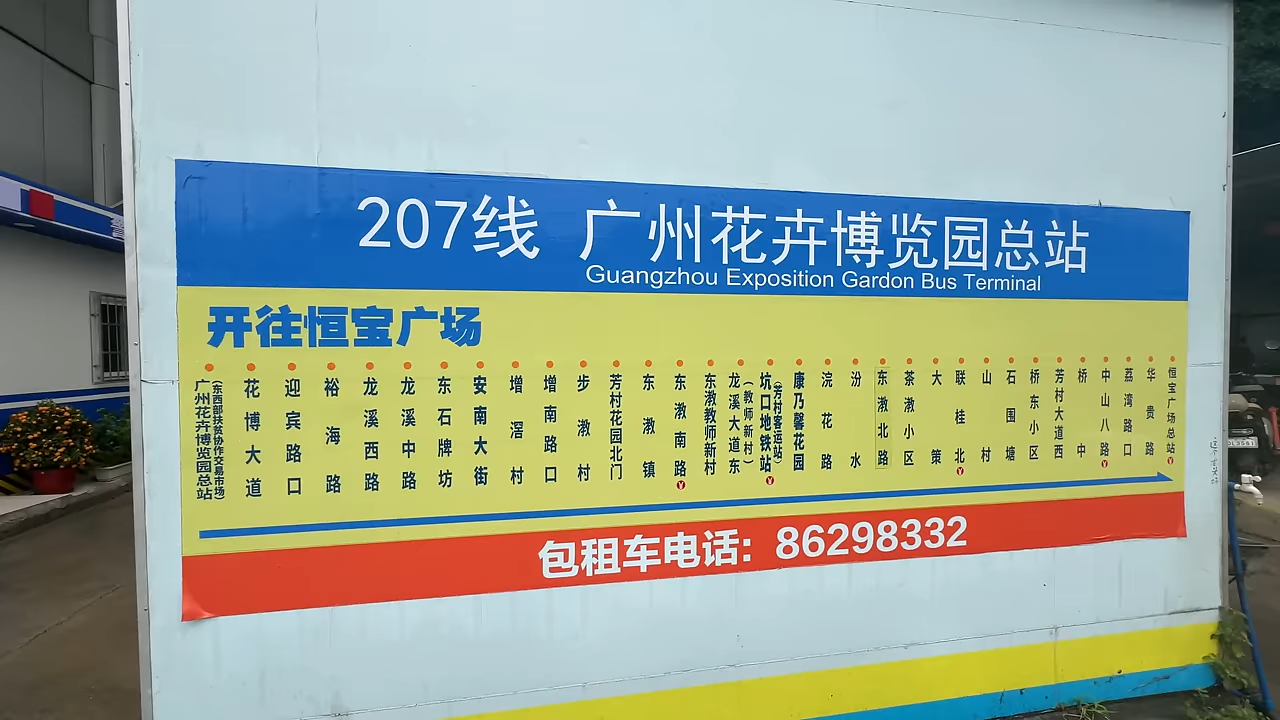 207线 广州花卉博览园总站
Guangzhou Exposition Gardon Bus Terminal
开往恒宝广场
广州花卉博览园总站
(东西部扶贫协作交易市场)
花博大道
迎宾路口
裕海路
龙溪西路
龙溪中路
东石牌坊
安南大街
增滘村
增南路口
步漖村
芳村花园北门
东漖镇
东漖南路
东漖教师新村
龙溪大道东
(教师新村)
坑口地铁站
(芳村客运站)
康乃馨花园
浣花路
汾水
东漖北路
茶漖小区
大策
联桂北
山村
石围塘
桥东小区
芳村大道西
桥中
中山八路
荔湾路口
华贵路
恒宝广场总站
包租车电话: 86298332